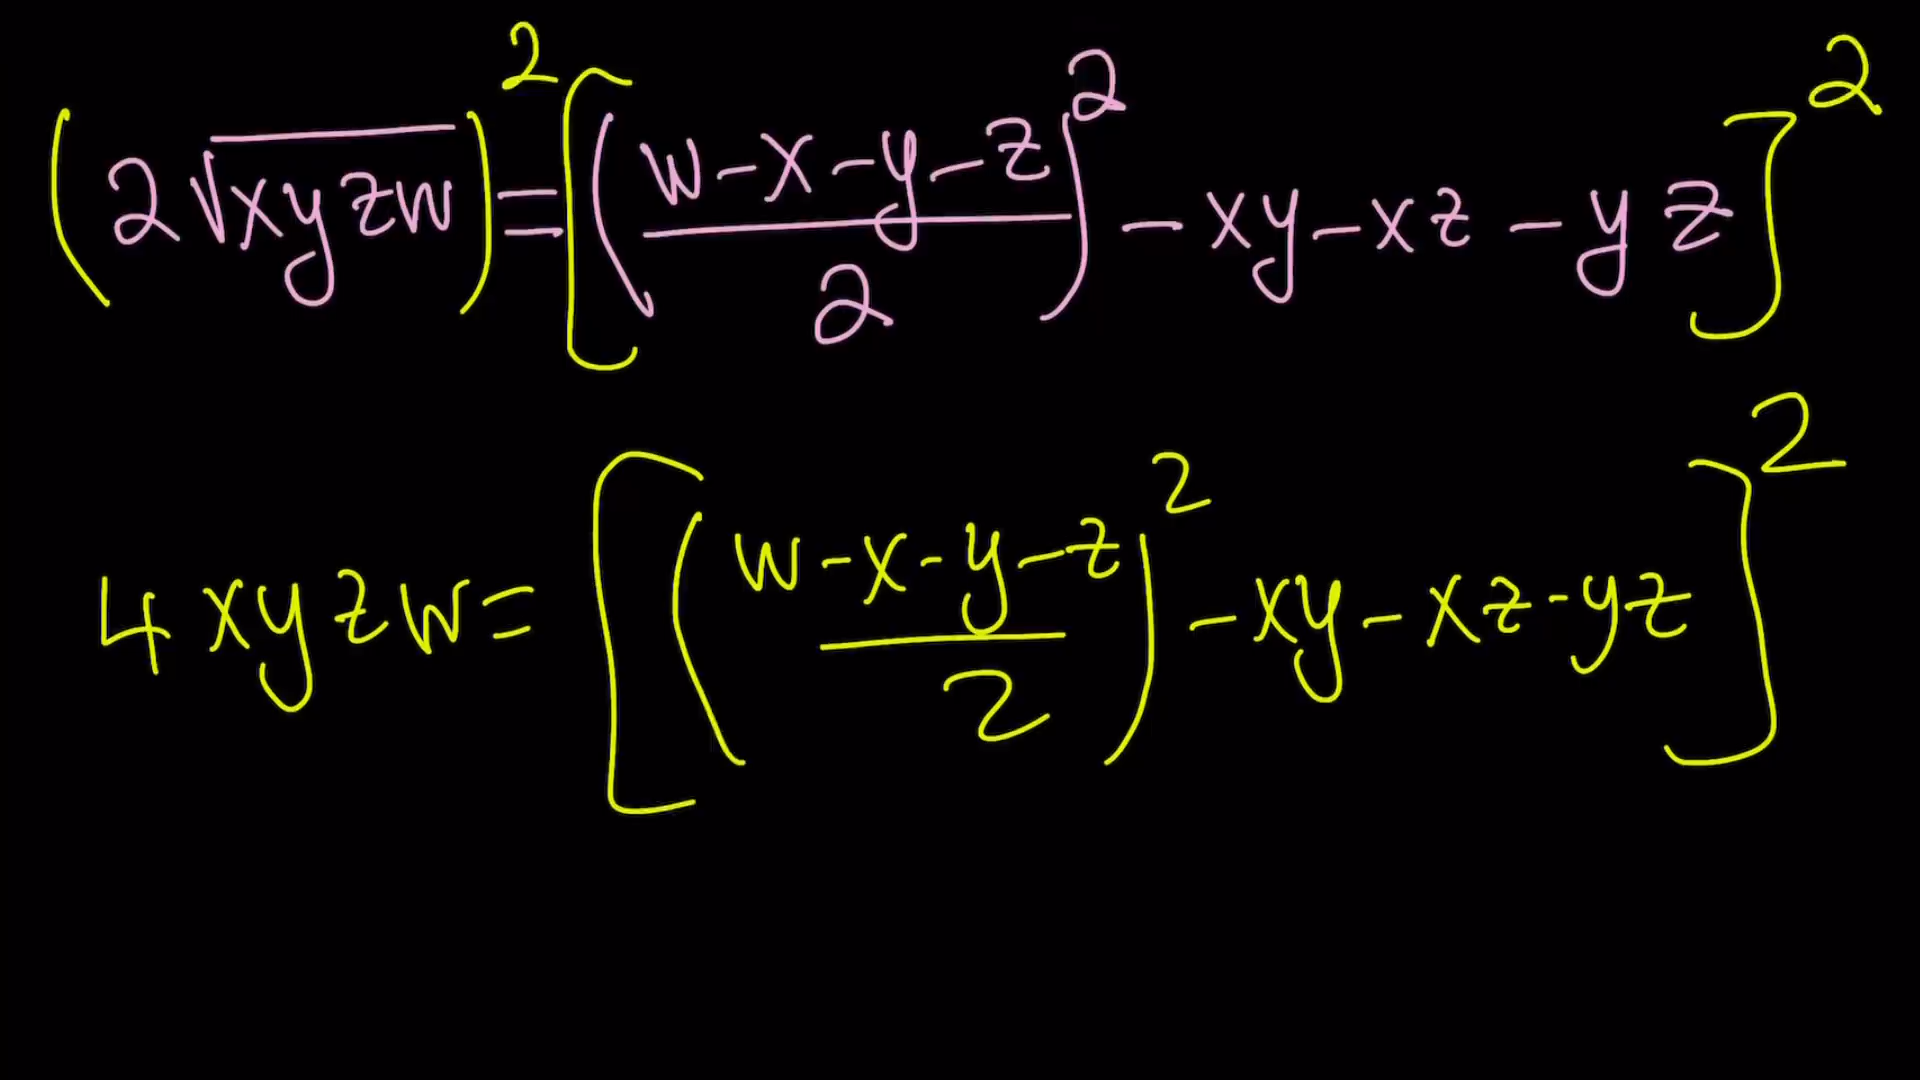 (2√xyzw)² = [((w-x-y-z)/2)² - xy - xz - yz]²
4xyzw = [((w-x-y-z)/2)² - xy - xz - yz]²